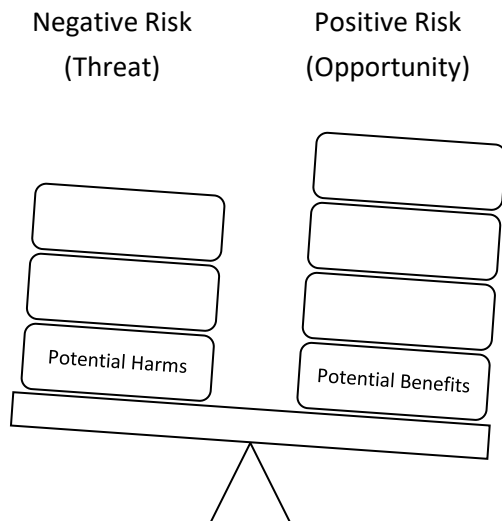 Negative Risk
(Threat)
Positive Risk
(Opportunity)
Potential Harms
Potential Benefits